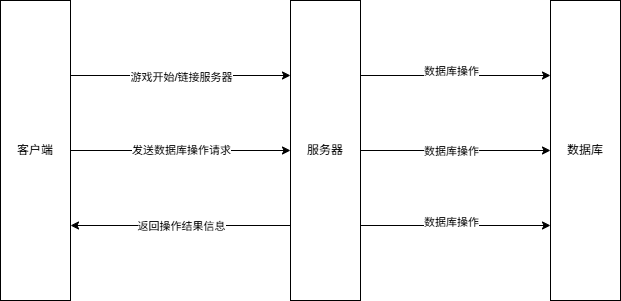 数据库操作
游戏开始/链接服务器
客户端
发送数据库操作请求
服务器
数据库操作
数据库
返回操作结果信息
数据库操作